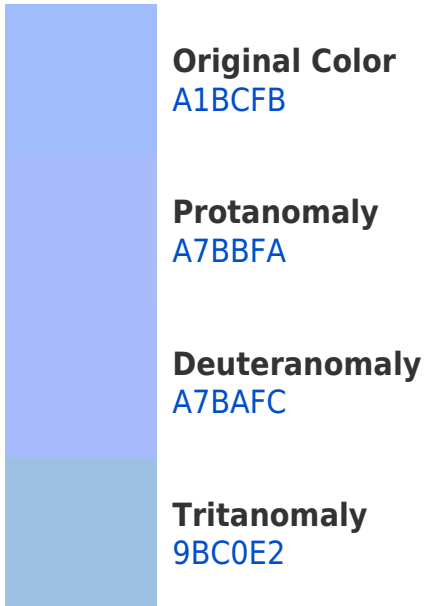 Original Color
A1BCFB
Protanomaly
A7BBFA
Deuteranomaly
A7BAFC
Tritanomaly
9BC0E2